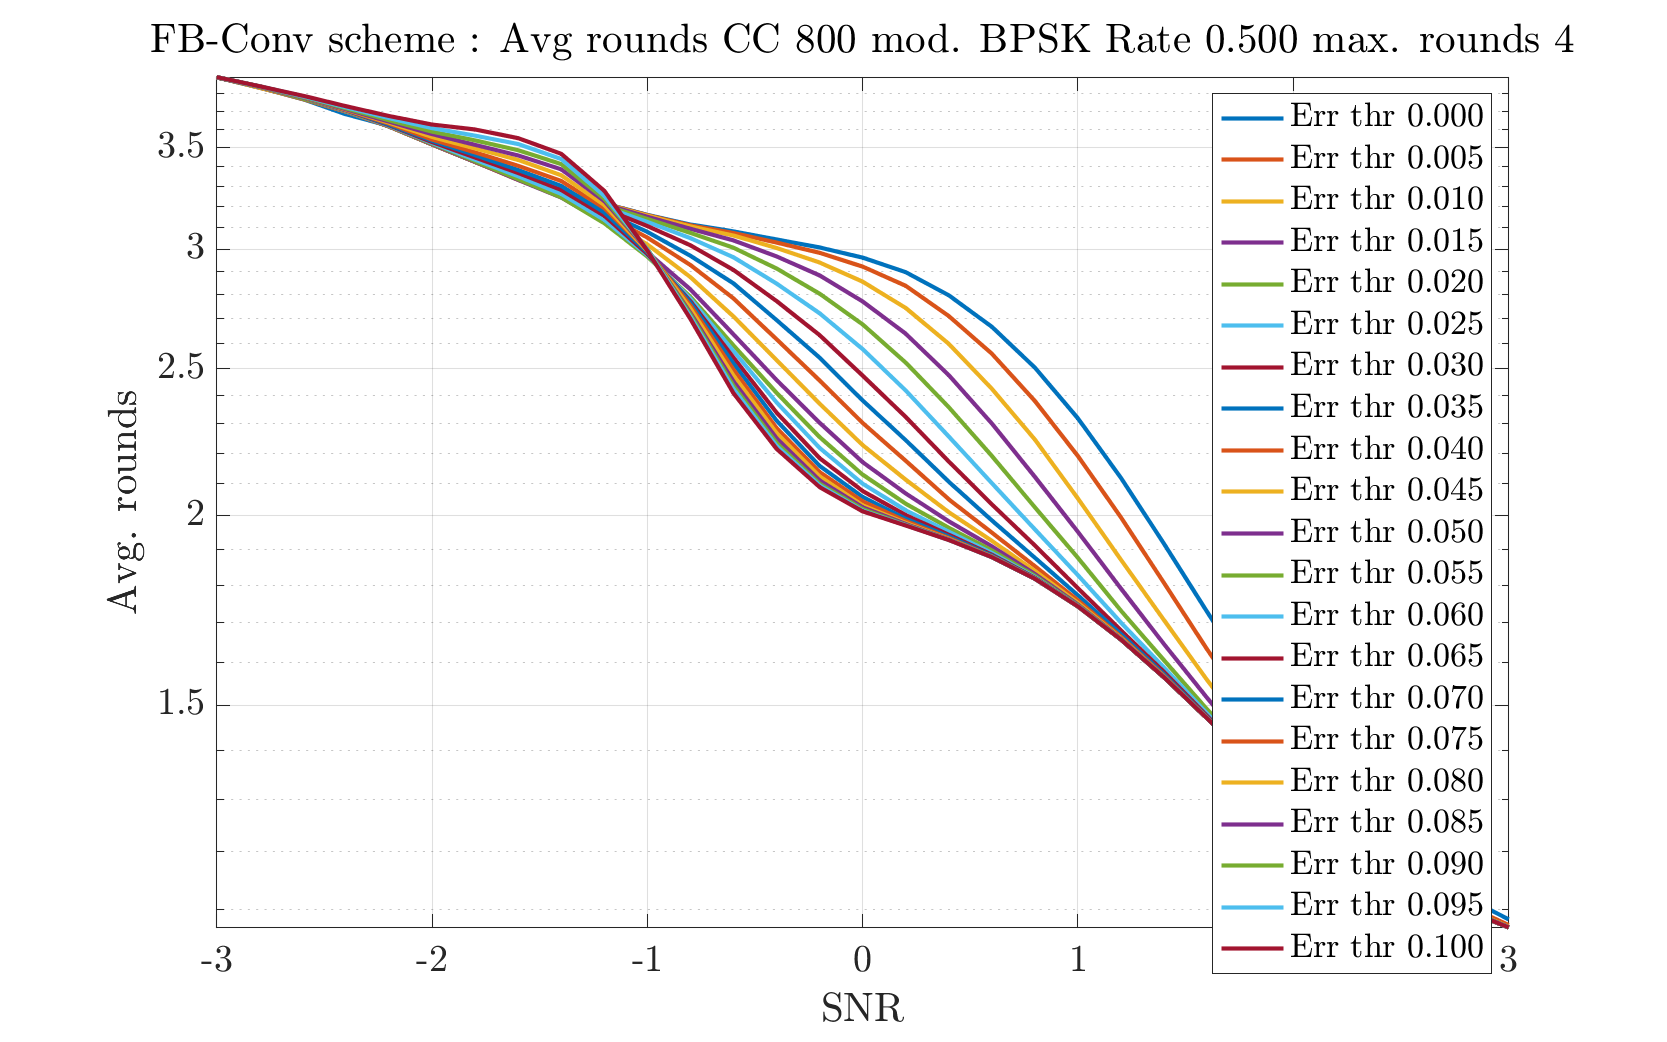 FB-Conv scheme : Avg rounds CC 800 mod. BPSK Rate 0.500 max. rounds 4
3.5
3
2.5
2
1.5
Avg. rounds
-3
-2
-1
0
1
3
SNR
Err thr 0.000
Err thr 0.005
Err thr 0.010
Err thr 0.015
Err thr 0.020
Err thr 0.025
Err thr 0.030
Err thr 0.035
Err thr 0.040
Err thr 0.045
Err thr 0.050
Err thr 0.055
Err thr 0.060
Err thr 0.065
Err thr 0.070
Err thr 0.075
Err thr 0.080
Err thr 0.085
Err thr 0.090
Err thr 0.095
Err thr 0.100